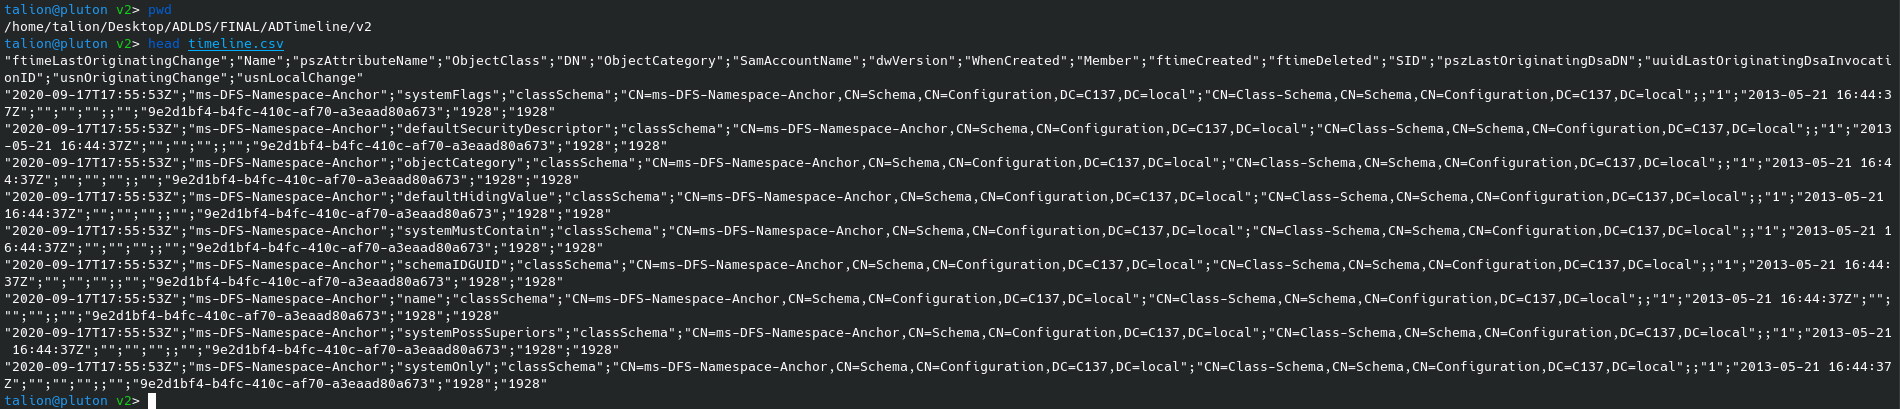 talion@pluton v2> pwd
/home/talion/Desktop/ADLDS/FINAL/ADTimeline/v2
talion@pluton v2> head timeline.csv
"ftimeLastOriginatingChange";"Name";"pszAttributeName";"ObjectClass";"DN";"ObjectCategory";"SamAccountName";"dwVersion";"WhenCreated";"Member";"ftimeCreated";"ftimeDeleted";"SID";"pszLastOriginatingDsaDN";"uuidLastOriginatingDsaInvocati
onID";"usnOriginatingChange";"usnLocalChange"
"2020-09-17T17:55:53Z";"ms-DFS-Namespace-Anchor";"systemFlags";"classSchema";"CN=ms-DFS-Namespace-Anchor,CN=Schema,CN=Configuration,DC=C137,DC=local";"CN=Class-Schema,CN=Schema,CN=Configuration,DC=C137,DC=local";;"1";"2013-05-21 16:44:3
7Z";"";"";"";;"";"9e2d1bf4-b4fc-410c-af70-a3eaad80a673";"1928";"1928"
"2020-09-17T17:55:53Z";"ms-DFS-Namespace-Anchor";"defaultSecurityDescriptor";"classSchema";"CN=ms-DFS-Namespace-Anchor,CN=Schema,CN=Configuration,DC=C137,DC=local";"CN=Class-Schema,CN=Schema,CN=Configuration,DC=C137,DC=local";;"1";"2013
-05-21 16:44:37Z";"";"";"";;"";"9e2d1bf4-b4fc-410c-af70-a3eaad80a673";"1928";"1928"
"2020-09-17T17:55:53Z";"ms-DFS-Namespace-Anchor";"objectCategory";"classSchema";"CN=ms-DFS-Namespace-Anchor,CN=Schema,CN=Configuration,DC=C137,DC=local";"CN=Class-Schema,CN=Schema,CN=Configuration,DC=C137,DC=local";;"1";"2013-05-21 16:4
4:37Z";"";"";"";;"";"9e2d1bf4-b4fc-410c-af70-a3eaad80a673";"1928";"1928"
"2020-09-17T17:55:53Z";"ms-DFS-Namespace-Anchor";"defaultHidingValue";"classSchema";"CN=ms-DFS-Namespace-Anchor,CN=Schema,CN=Configuration,DC=C137,DC=local";"CN=Class-Schema,CN=Schema,CN=Configuration,DC=C137,DC=local";;"1";"2013-05-21
16:44:37Z";"";"";"";;"";"9e2d1bf4-b4fc-410c-af70-a3eaad80a673";"1928";"1928"
"2020-09-17T17:55:53Z";"ms-DFS-Namespace-Anchor";"systemMustContain";"classSchema";"CN=ms-DFS-Namespace-Anchor,CN=Schema,CN=Configuration,DC=C137,DC=local";"CN=Class-Schema,CN=Schema,CN=Configuration,DC=C137,DC=local";;"1";"2013-05-21 1
6:44:37Z";"";"";"";;"";"9e2d1bf4-b4fc-410c-af70-a3eaad80a673";"1928";"1928"
"2020-09-17T17:55:53Z";"ms-DFS-Namespace-Anchor";"schemaIDGUID";"classSchema";"CN=ms-DFS-Namespace-Anchor,CN=Schema,CN=Configuration,DC=C137,DC=local";"CN=Class-Schema,CN=Schema,CN=Configuration,DC=C137,DC=local";;"1";"2013-05-21 16:44:
37Z";"";"";"";;"";"9e2d1bf4-b4fc-410c-af70-a3eaad80a673";"1928";"1928"
"2020-09-17T17:55:53Z";"ms-DFS-Namespace-Anchor";"name";"classSchema";"CN=ms-DFS-Namespace-Anchor,CN=Schema,CN=Configuration,DC=C137,DC=local";"CN=Class-Schema,CN=Schema,CN=Configuration,DC=C137,DC=local";;"1";"2013-05-21 16:44:37Z";"";
"";"";;"";"9e2d1bf4-b4fc-410c-af70-a3eaad80a673";"1928";"1928"
"2020-09-17T17:55:53Z";"ms-DFS-Namespace-Anchor";"systemPossSuperiors";"classSchema";"CN=ms-DFS-Namespace-Anchor,CN=Schema,CN=Configuration,DC=C137,DC=local";"CN=Class-Schema,CN=Schema,CN=Configuration,DC=C137,DC=local";;"1";"2013-05-21
 16:44:37Z";"";"";"";;"";"9e2d1bf4-b4fc-410c-af70-a3eaad80a673";"1928";"1928"
"2020-09-17T17:55:53Z";"ms-DFS-Namespace-Anchor";"systemOnly";"classSchema";"CN=ms-DFS-Namespace-Anchor,CN=Schema,CN=Configuration,DC=C137,DC=local";"CN=Class-Schema,CN=Schema,CN=Configuration,DC=C137,DC=local";;"1";"2013-05-21 16:44:37
Z";"";"";"";;"";"9e2d1bf4-b4fc-410c-af70-a3eaad80a673";"1928";"1928"
talion@pluton v2>